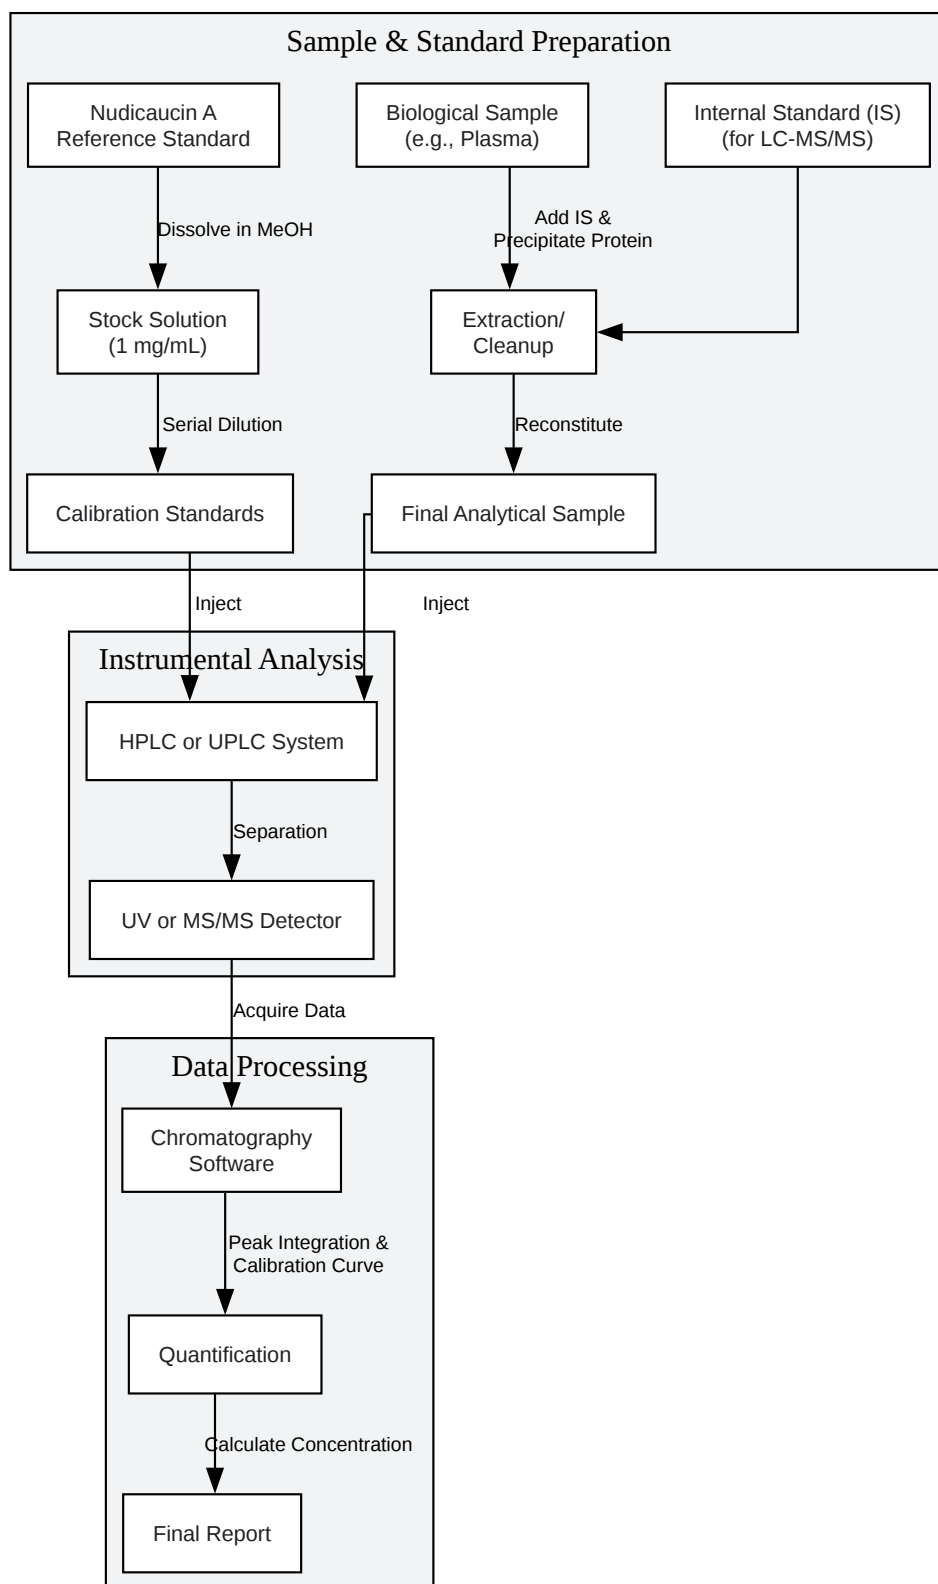 Sample & Standard Preparation
Nudicaucin A
Reference Standard
Biological Sample
(e.g., Plasma)
Internal Standard (IS)
(for LC-MS/MS)
Dissolve in MeOH
Add IS &
Precipitate Protein
Stock Solution
(1 mg/mL)
Extraction/
Cleanup
Serial Dilution
Reconstitute
Calibration Standards
Final Analytical Sample
Inject
Inject
Instrumental Analysis
HPLC or UPLC System
Separation
UV or MS/MS Detector
Acquire Data
Data Processing
Chromatography
Software
Peak Integration &
Calibration Curve
Quantification
Calculate Concentration
Final Report